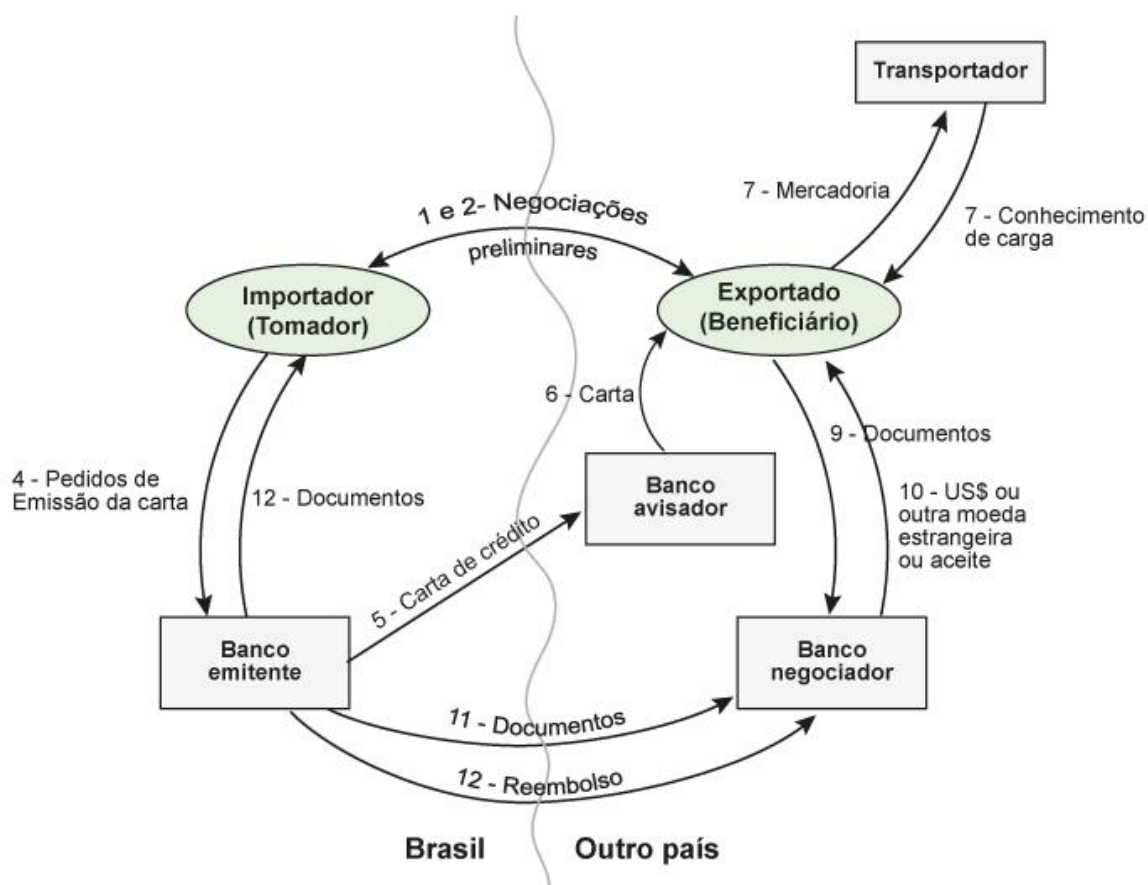 Transportador
7 - Mercadoria
7 - Conhecimento
de carga
1 e 2- Negociações
preliminares
Importador
(Tomador)
Exportado
(Beneficiário)
6 - Carta
9 - Documentos
4 - Pedidos de
Emissão da carta
12 - Documentos
Banco
avisador
10 - US$ ou
outra moeda
estrangeira
ou aceite
5 - Carta de crédito
Banco
emitente
Banco
negociador
11 - Documentos
12 - Reembolso
Brasil
Outro país